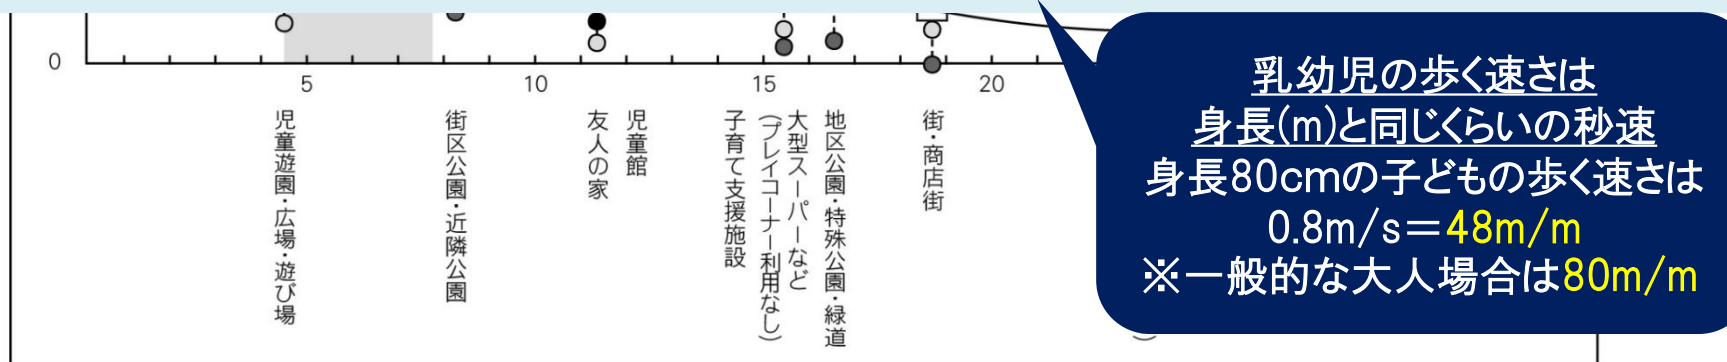 0
5
10
15
20
児童遊園・広場・遊び場
街区公園・近隣公園
友人の家
児童館
子育て支援施設
大型スーパーなど
(プレイコーナー利用なし)
地区公園・特殊公園・緑道
街・商店街
乳幼児の歩く速さは
身長(m)と同じくらいの秒速
身長80cmの子どもの歩く速さは
0.8m/s＝48m/m
※一般的な大人場合は80m/m